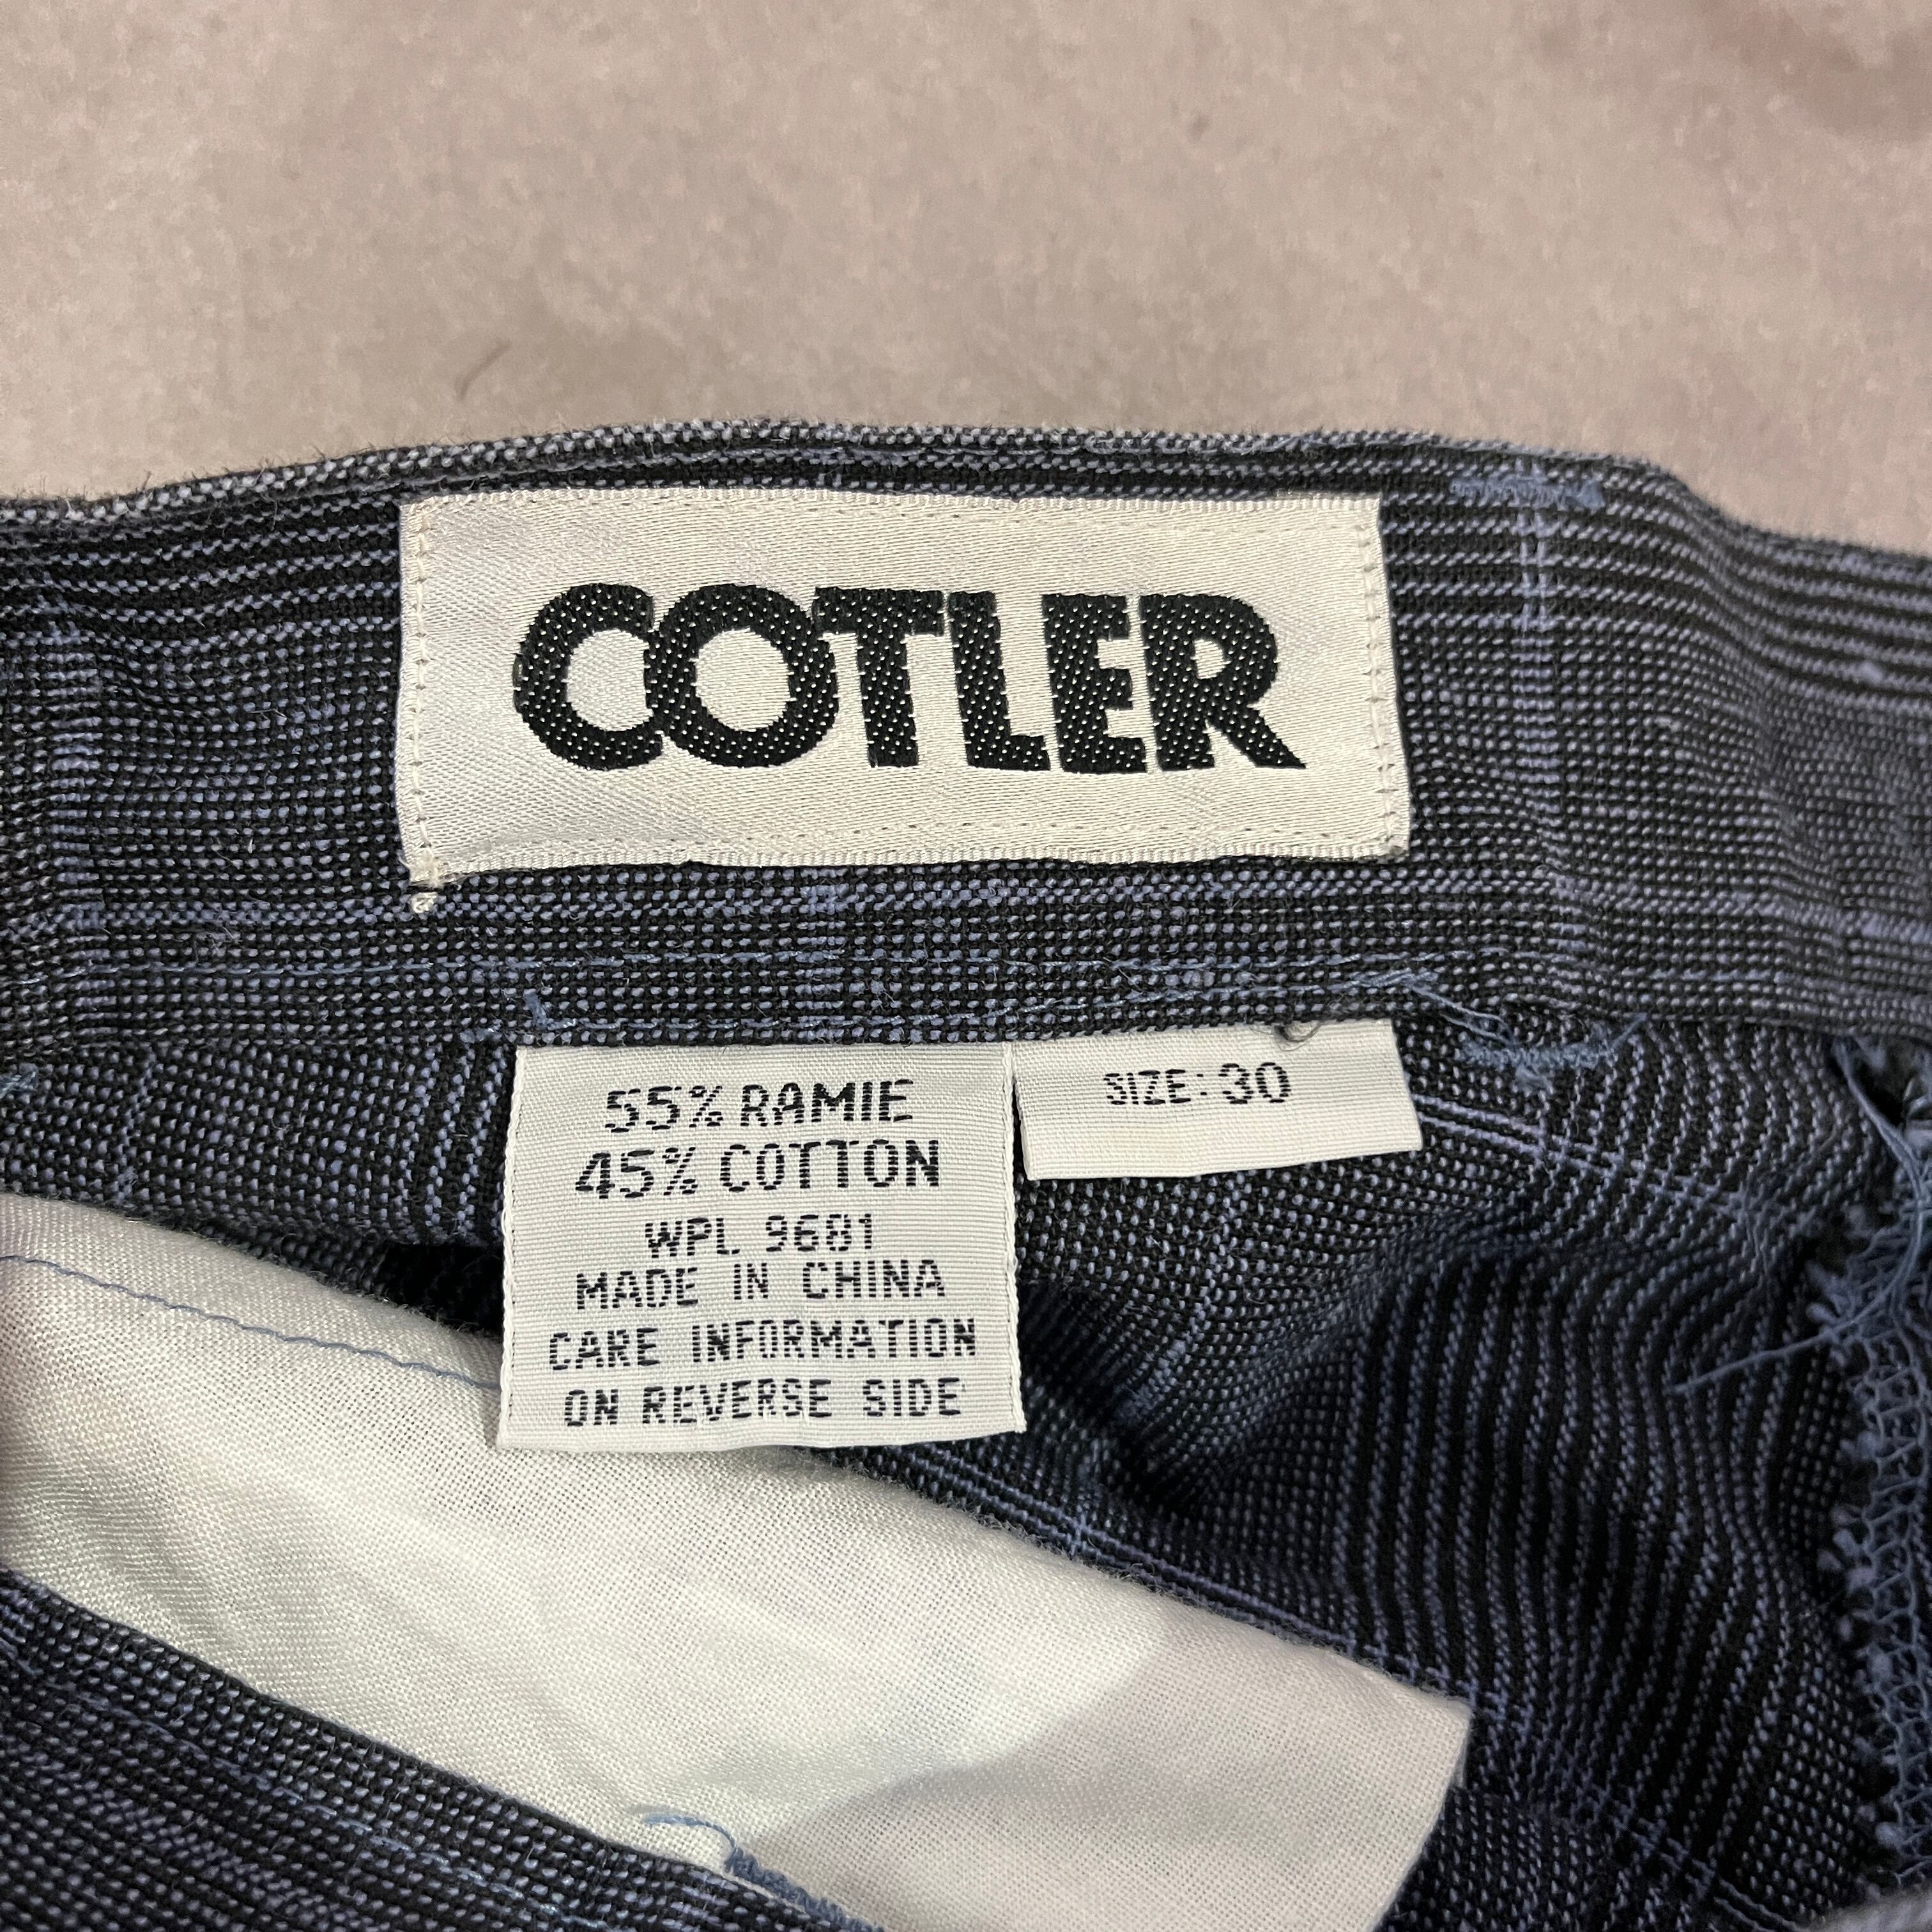 COTLER
55% RAMIE
45% COTTON
WPL 9681
MADE IN CHINA
CARE INFORMATION
ON REVERSE SIDE
SIZE: 30